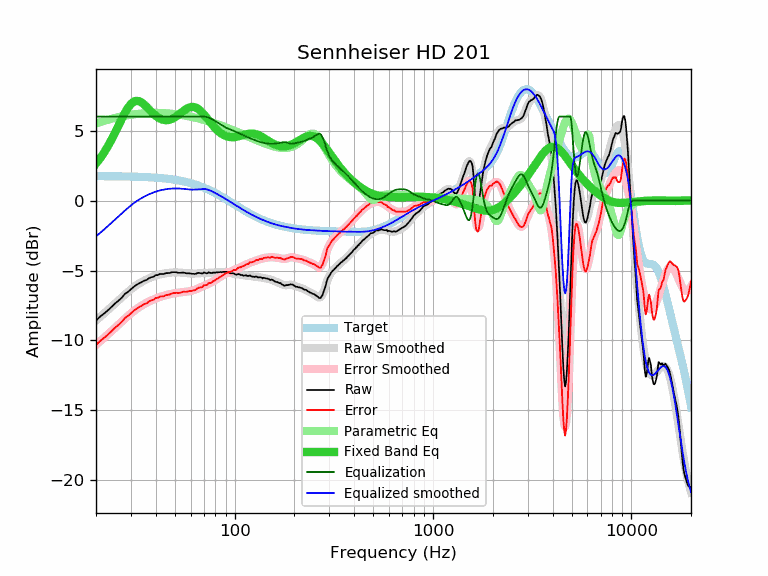 Sennheiser HD 201
Amplitude (dBr)
5
0
−5
−10
−15
−20
Target
Raw Smoothed
Error Smoothed
Raw
Error
Parametric Eq
Fixed Band Eq
Equalization
Equalized smoothed
100
1000
10000
Frequency (Hz)